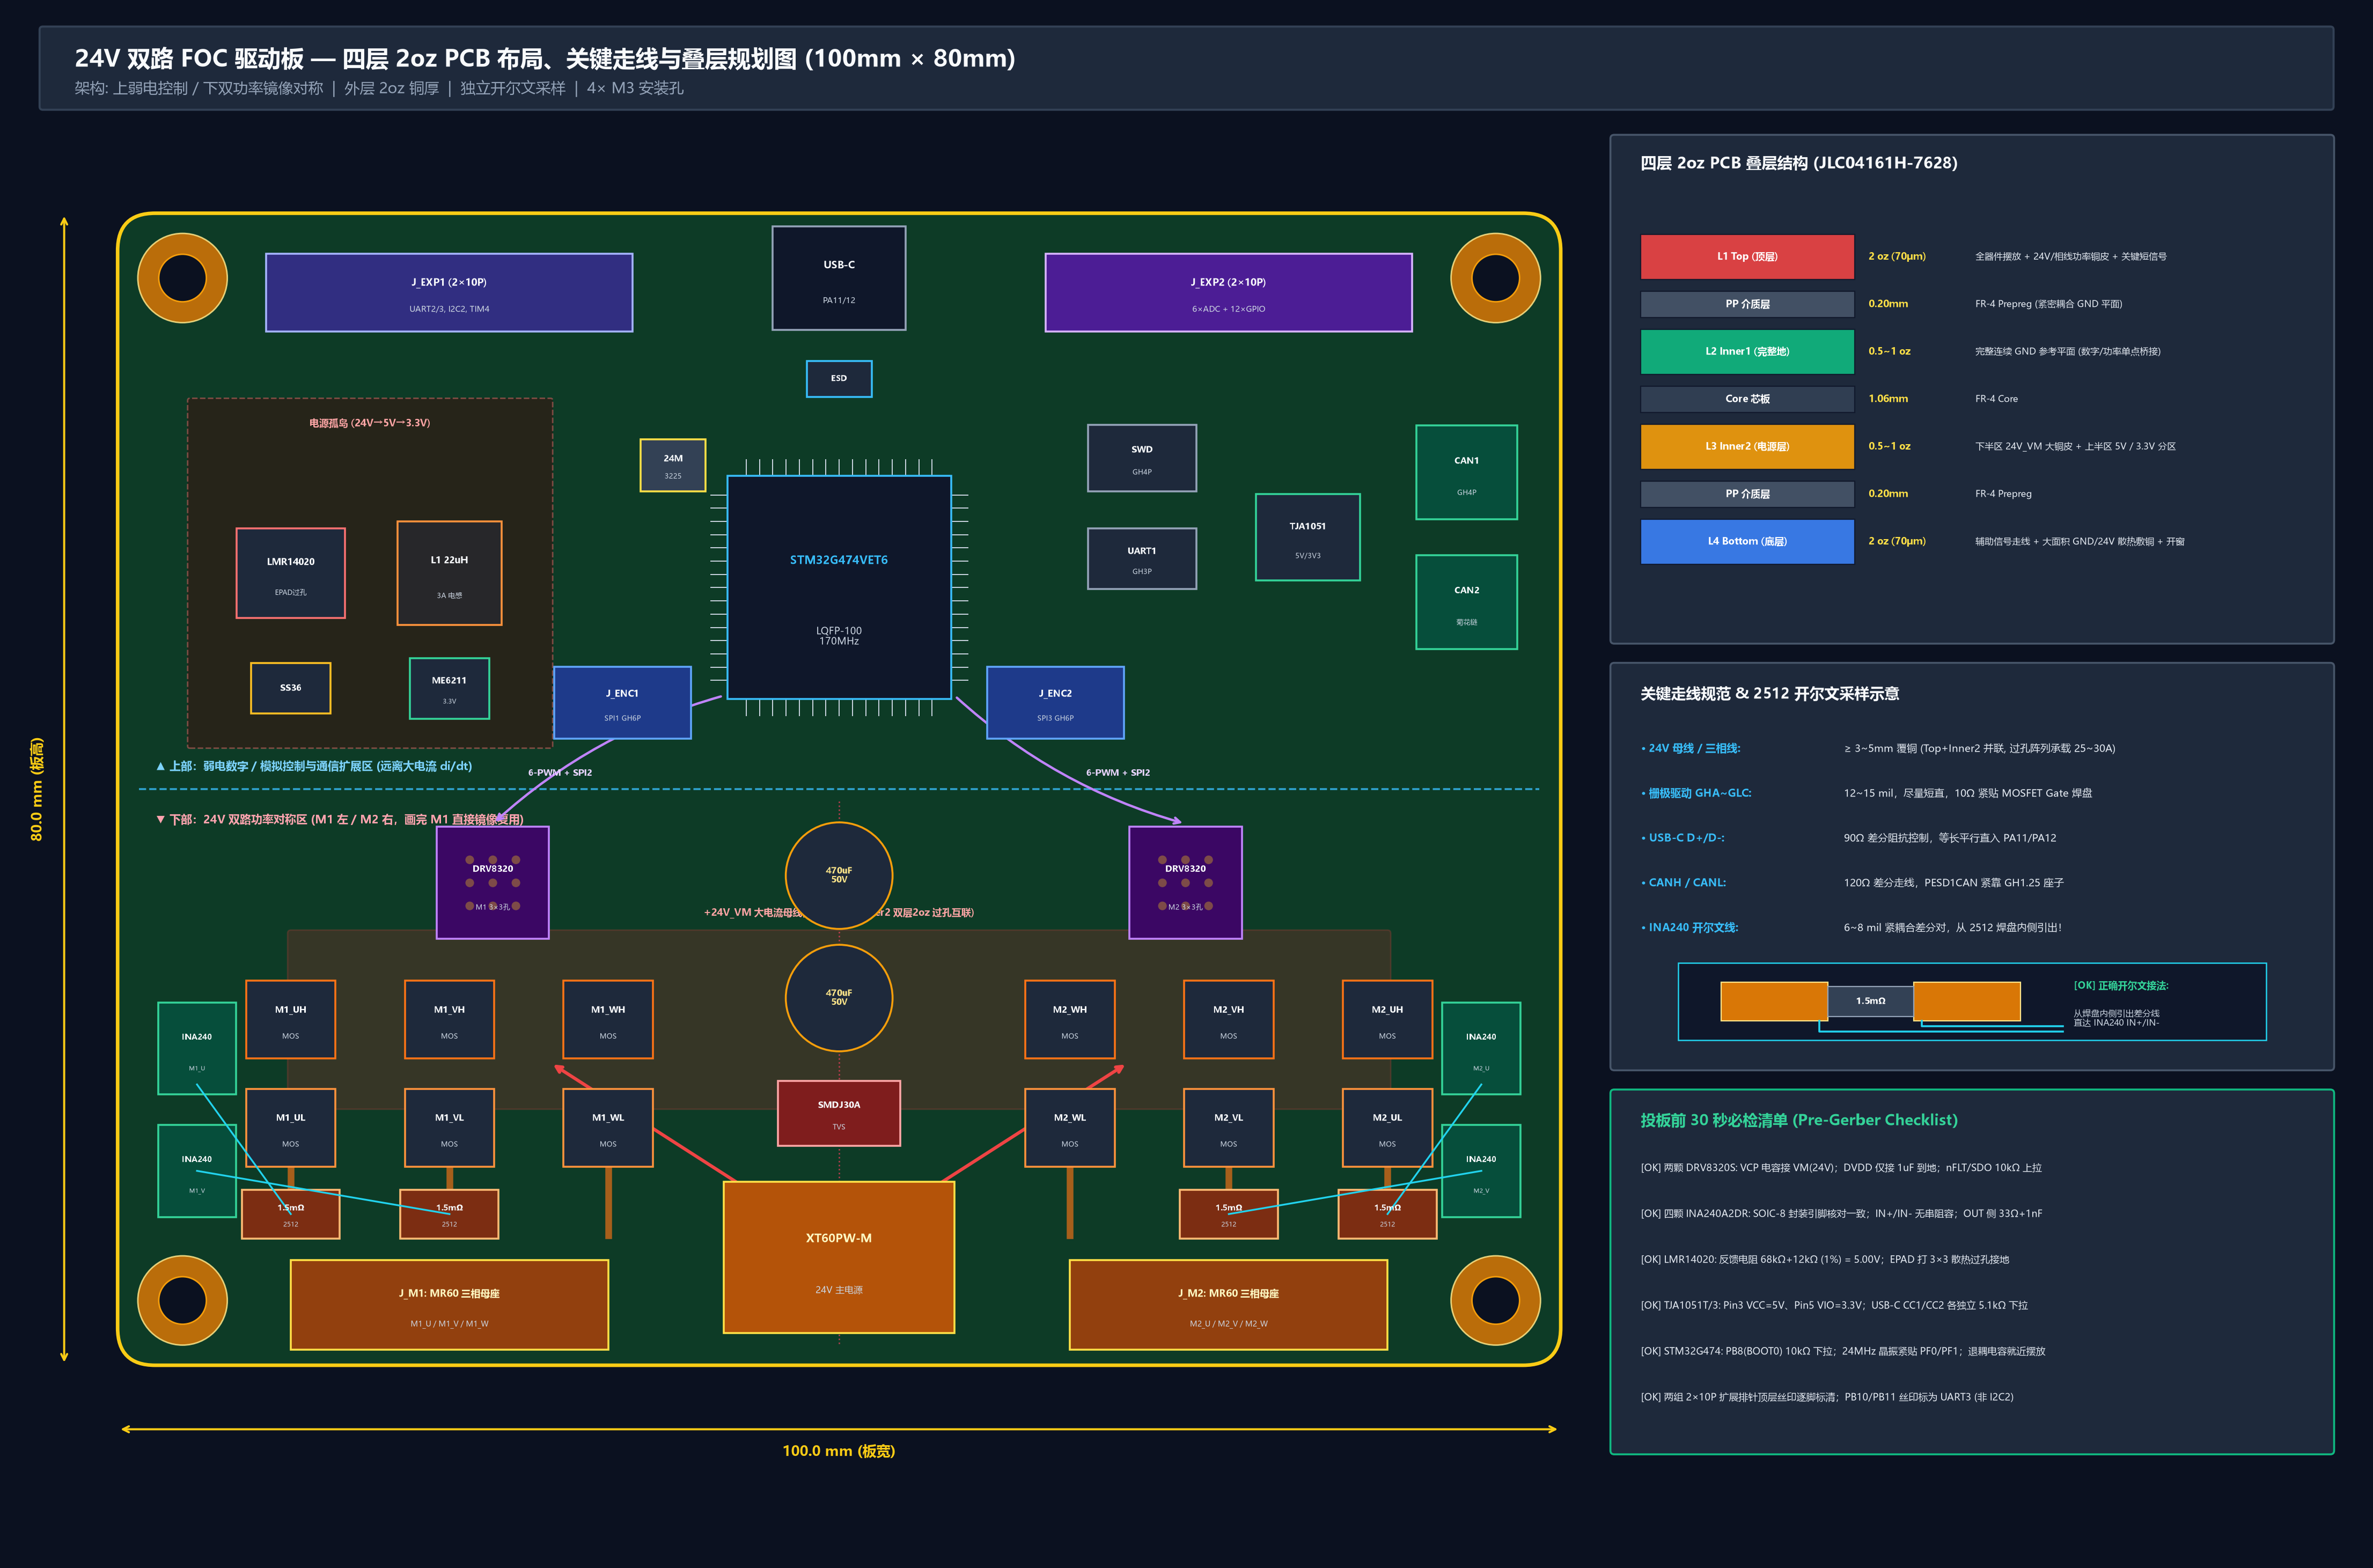 24V 双路 FOC 驱动板 — 四层 2oz PCB 布局、关键走线与叠层规划图 (100mm × 80mm)
架构: 上弱电控制 / 下双功率镜像对称 | 外层 2oz 铜厚 | 独立开尔文采样 | 4× M3 安装孔
80.0 mm (板高)
J_EXP1 (2×10P)
UART2/3, I2C2, TIM4
USB-C
PA11/12
J_EXP2 (2×10P)
6×ADC + 12×GPIO
ESD
电源孤岛 (24V→5V→3.3V)
LMR14020
EPAD过孔
L1 22uH
3A 电感
SS36
ME6211
3.3V
24M
3225
STM32G474VET6
LQFP-100
170MHz
SWD
GH4P
UART1
GH3P
TJA1051
5V/3V3
CAN1
GH4P
CAN2
菊花链
J_ENC1
SPI1 GH6P
J_ENC2
SPI3 GH6P
▲ 上部：弱电数字 / 模拟控制与通信扩展区 (远离大电流 di/dt)
6-PWM + SPI2
6-PWM + SPI2
▼ 下部：24V 双路功率对称区 (M1 左 / M2 右，画完 M1 直接镜像复用)
DRV8320
M1 3×3孔
470uF
50V
DRV8320
M2 3×3孔
+24V_VM 大电流母线 er2 双层2oz 过孔互联)
470uF
50V
INA240
M1_U
M1_UH
MOS
M1_VH
MOS
M1_WH
MOS
M2_WH
MOS
M2_VH
MOS
M2_UH
MOS
INA240
M2_U
M1_UL
MOS
M1_VL
MOS
M1_WL
MOS
SMDJ30A
TVS
M2_WL
MOS
M2_VL
MOS
M2_UL
MOS
INA240
M1_V
INA240
M2_V
1.5mΩ
2512
1.5mΩ
2512
1.5mΩ
2512
1.5mΩ
2512
XT60PW-M
24V 主电源
J_M1: MR60 三相母座
M1_U / M1_V / M1_W
J_M2: MR60 三相母座
M2_U / M2_V / M2_W
100.0 mm (板宽)
四层 2oz PCB 叠层结构 (JLC04161H-7628)
L1 Top (顶层) 2 oz (70μm) 全器件摆放 + 24V/相线功率铜皮 + 关键短信号
PP 介质层 0.20mm FR-4 Prepreg (紧密耦合 GND 平面)
L2 Inner1 (完整地) 0.5~1 oz 完整连续 GND 参考平面 (数字/功率单点桥接)
Core 芯板 1.06mm FR-4 Core
L3 Inner2 (电源层) 0.5~1 oz 下半区 24V_VM 大铜皮 + 上半区 5V / 3.3V 分区
PP 介质层 0.20mm FR-4 Prepreg
L4 Bottom (底层) 2 oz (70μm) 辅助信号走线 + 大面积 GND/24V 散热敷铜 + 开窗
关键走线规范 & 2512 开尔文采样示意
• 24V 母线 / 三相线: ≥ 3~5mm 覆铜 (Top+Inner2 并联, 过孔阵列承载 25~30A)
• 栅极驱动 GHA~GLC: 12~15 mil，尽量短直，10Ω 紧贴 MOSFET Gate 焊盘
• USB-C D+/D-: 90Ω 差分阻抗控制，等长平行直入 PA11/PA12
• CANH / CANL: 120Ω 差分走线，PESD1CAN 紧靠 GH1.25 座子
• INA240 开尔文线: 6~8 mil 紧耦合差分对，从 2512 焊盘内侧引出！
1.5mΩ
[OK] 正确开尔文接法:
从焊盘内侧引出差分线
直达 INA240 IN+/IN-
投板前 30 秒必检清单 (Pre-Gerber Checklist)
[OK] 两颗 DRV8320S: VCP 电容接 VM(24V)；DVDD 仅接 1uF 到地；nFLT/SDO 10kΩ 上拉
[OK] 四颗 INA240A2DR: SOIC-8 封装引脚核对一致；IN+/IN- 无串阻容；OUT 侧 33Ω+1nF
[OK] LMR14020: 反馈电阻 68kΩ+12kΩ (1%) = 5.00V；EPAD 打 3×3 散热过孔接地
[OK] TJA1051T/3: Pin3 VCC=5V、Pin5 VIO=3.3V；USB-C CC1/CC2 各独立 5.1kΩ 下拉
[OK] STM32G474: PB8(BOOT0) 10kΩ 下拉；24MHz 晶振紧贴 PF0/PF1；退耦电容就近摆放
[OK] 两组 2×10P 扩展排针顶层丝印逐脚标清；PB10/PB11 丝印标为 UART3 (非 I2C2)